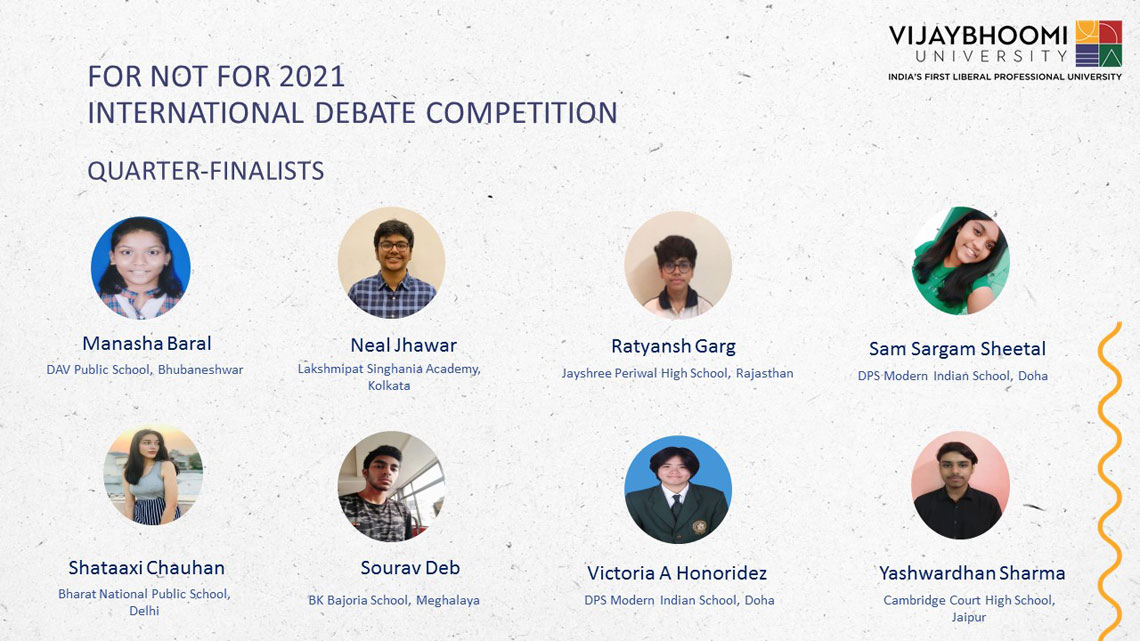 VIJAYBHOOMI
UNIVERSITY
INDIA'S FIRST LIBERAL PROFESSIONAL UNIVERSITY
FOR NOT FOR 2021
INTERNATIONAL DEBATE COMPETITION
QUARTER-FINALISTS
Manasha Baral
DAV Public School, Bhubaneshwar
Neal Jhawar
Lakshmipat Singhania Academy,
Kolkata
Ratyansh Garg
Jayshree Periwal High School, Rajasthan
Sam Sargam Sheetal
DPS Modern Indian School, Doha
Shataaxi Chauhan
Bharat National Public School,
Delhi
Sourav Deb
BK Bajoria School, Meghalaya
Victoria A Honoridez
DPS Modern Indian School, Doha
Yashwardhan Sharma
Cambridge Court High School,
Jaipur